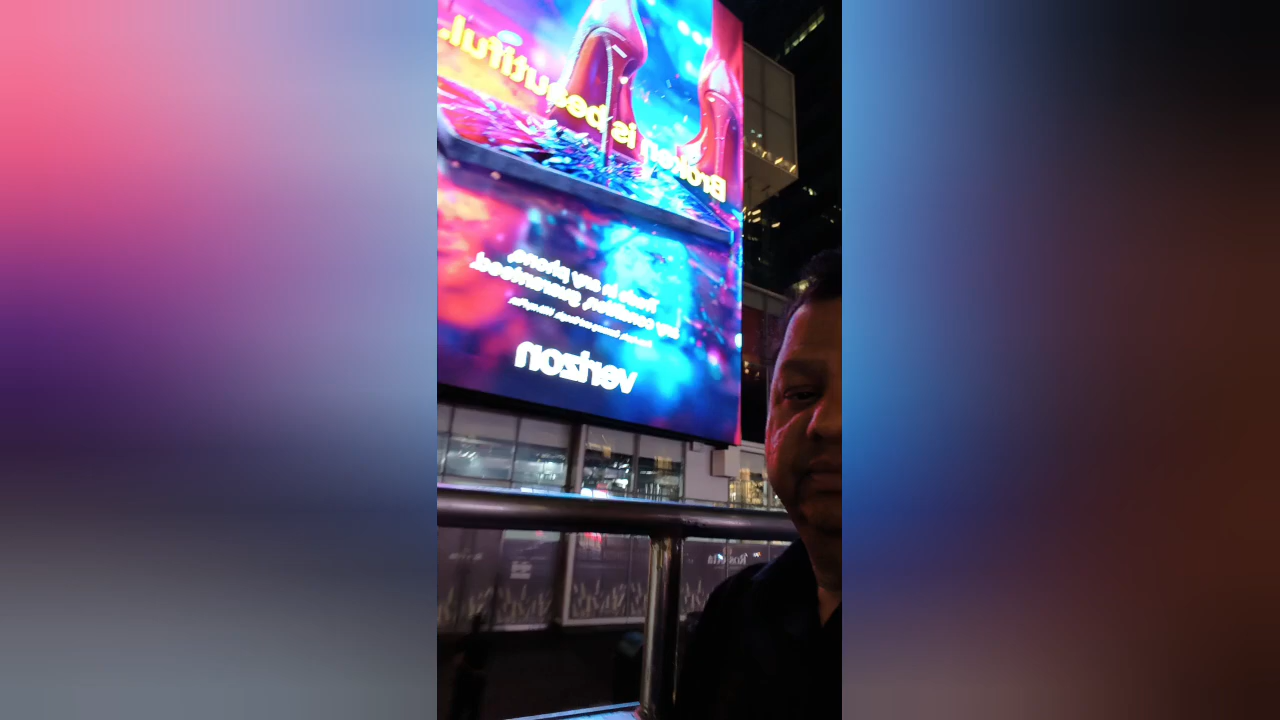 Broken is beautiful.
Trade in any phone,
any condition, guaranteed.
verizon